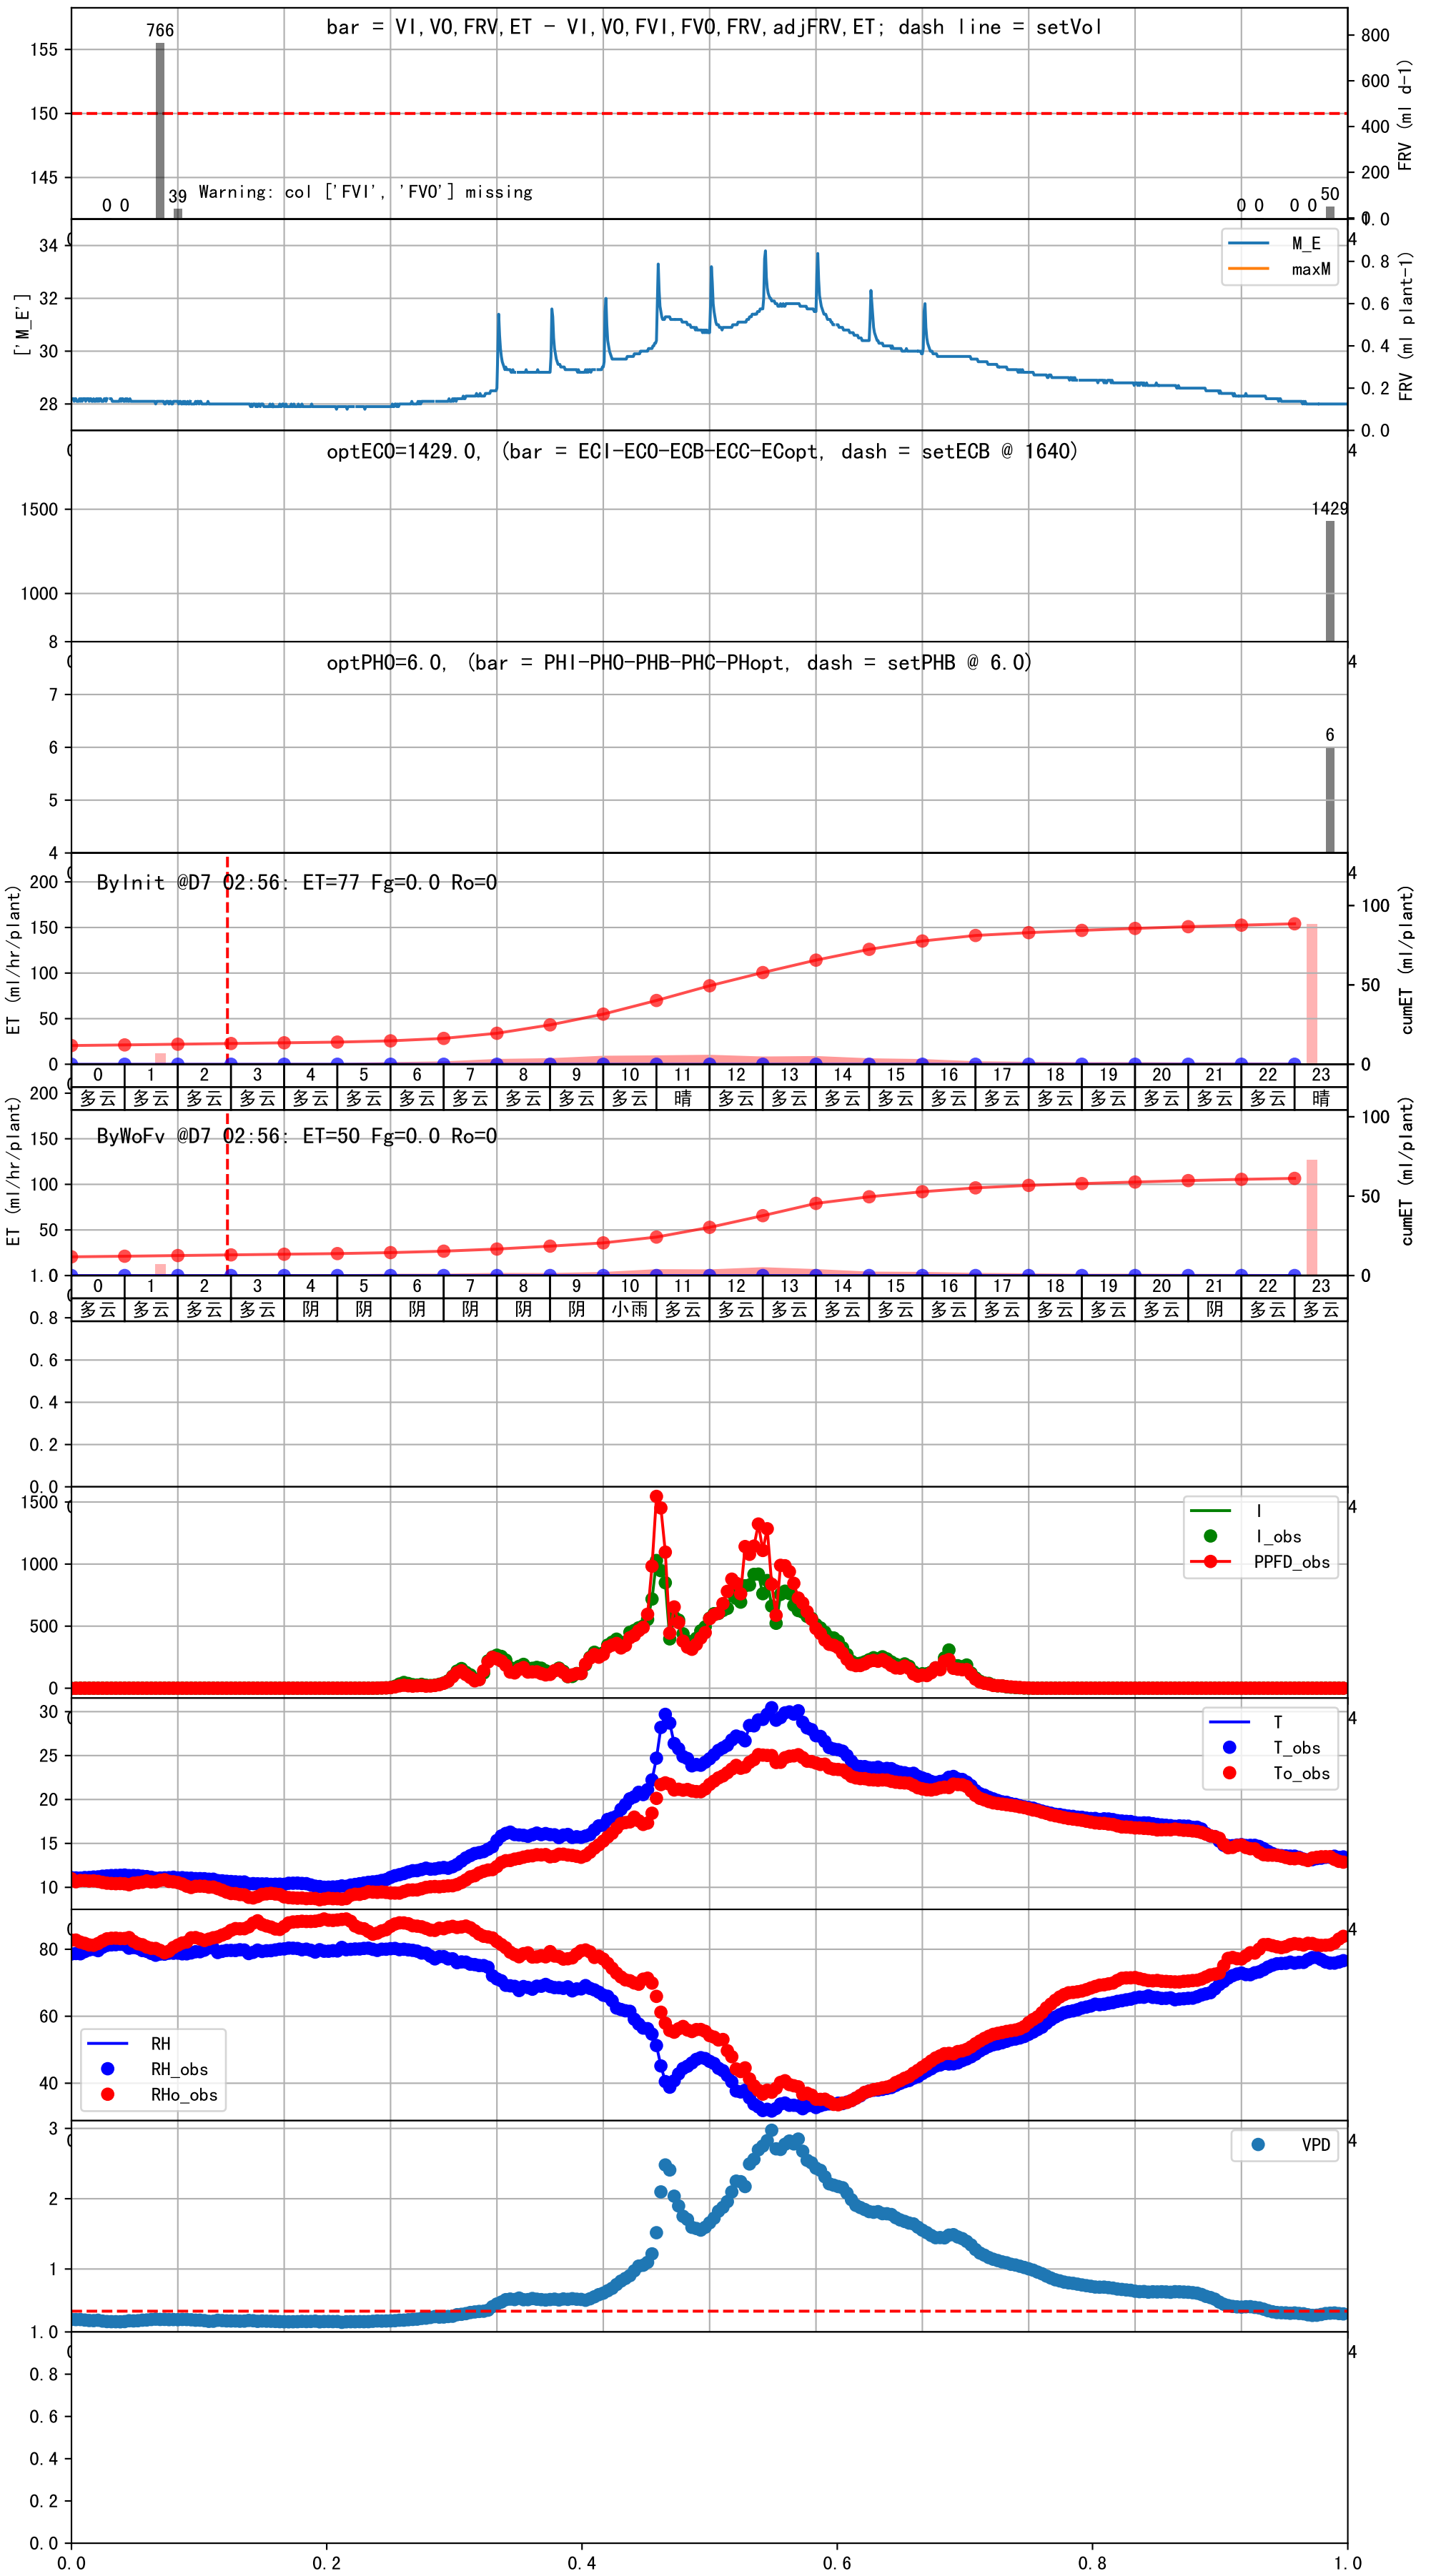 bar = VI,VO,FRV,ET - VI,VO,FVI,FVO,FRV,adjFRV,ET; dash line = setVol
766
155
150
145
0 0
39
Warning: col ['FVI', 'FVO'] missing
0 0
0 0
50
800
600
400
200
FRV (ml d-1)
1.0
34
32
30
28
['M_E']
M_E
maxM
0.8
0.6
0.4
0.2
0.0
FRV (ml plant-1)
optECO=1429.0, (bar = ECI-ECO-ECB-ECC-ECopt, dash = setECB @ 1640)
1500
1000
1429
optPHO=6.0, (bar = PHI-PHO-PHB-PHC-PHopt, dash = setPHB @ 6.0)
8
7
6
5
4
6
ByInit @D7 02:56: ET=77 Fg=0.0 Ro=0
200
150
100
50
0
ET (ml/hr/plant)
100
50
0
cumET (ml/plant)
0 1 2 3 4 5 6 7 8 9 10 11 12 13 14 15 16 17 18 19 20 21 22 23
多云 多云 多云 多云 多云 多云 多云 多云 多云 多云 多云 晴 多云 多云 多云 多云 多云 多云 多云 多云 多云 多云 多云 晴
ByWoFv @D7 02:56: ET=50 Fg=0.0 Ro=0
200
150
100
50
ET (ml/hr/plant)
100
50
0
cumET (ml/plant)
0 1 2 3 4 5 6 7 8 9 10 11 12 13 14 15 16 17 18 19 20 21 22 23
多云 多云 多云 多云 阴 阴 阴 阴 阴 阴 小雨 多云 多云 多云 多云 多云 多云 多云 多云 多云 多云 阴 多云 多云
1.0
0.8
0.6
0.4
0.2
0.0
1500
1000
500
0
I
I_obs
PPFD_obs
30
25
20
15
10
T
T_obs
To_obs
80
60
40
RH
RH_obs
RHo_obs
3
2
1
VPD
1.0
0.8
0.6
0.4
0.2
0.0
0.0 0.2 0.4 0.6 0.8 1.0